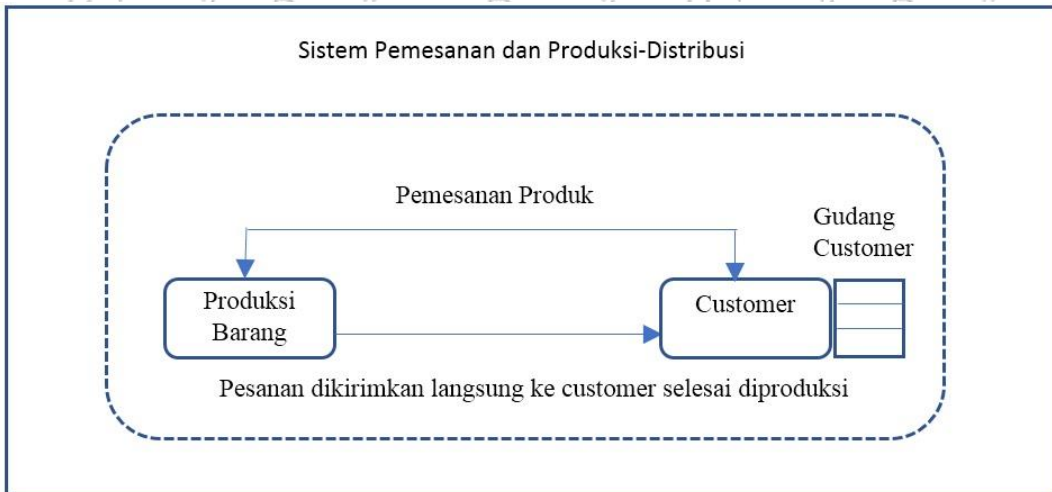 Sistem Pemesanan dan Produksi-Distribusi
Pemesanan Produk
Gudang
Customer
Produksi
Barang
Customer
Pesanan dikirimkan langsung ke customer selesai diproduksi